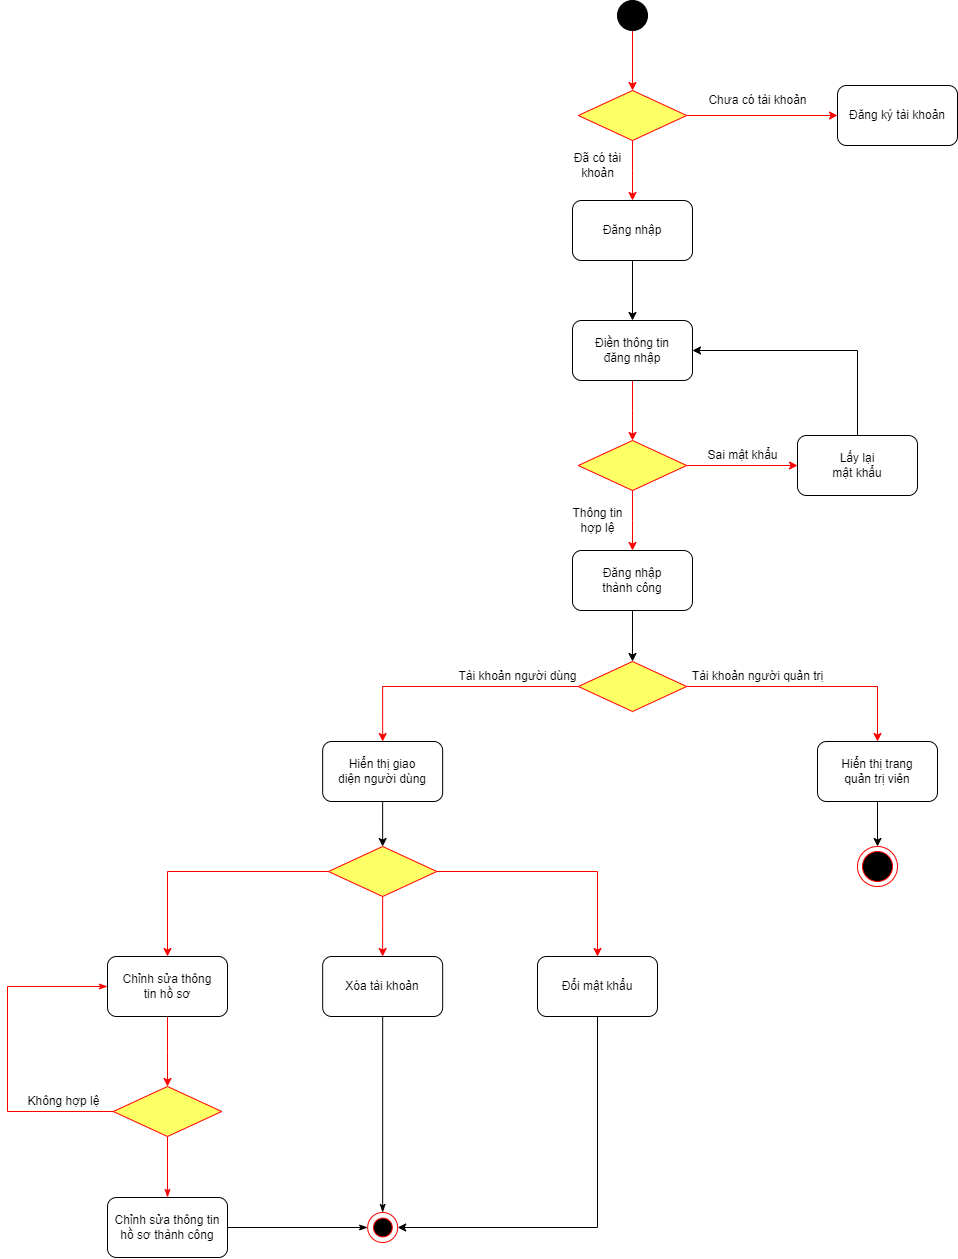 Chưa có tài khoản
Đăng ký tài khoản
Đã có tài
khoản
Đăng nhập
Điền thông tin
đăng nhập
Sai mật khẩu
Lấy lại
mật khẩu
Thông tin
hợp lệ
Đăng nhập
thành công
Tài khoản người dùng
Tài khoản người quản trị
Hiển thị giao
diện người dùng
Hiển thị trang
quản trị viên
Chỉnh sửa thông
tin hồ sơ
Xóa tài khoản
Đổi mật khẩu
Không hợp lệ
Chỉnh sửa thông tin
hồ sơ thành công